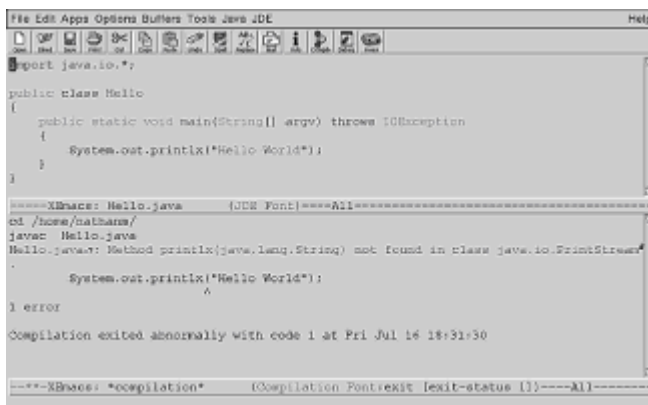 File Edit Apps Options Buffers Tools Java JDE Help
import java.io.*;
public class Hello
{
public static void main(String[] argv) throws IOException
{
System.out.printlx("Hello World");
}
}
-----XEmacs: Hello.java (JDE Font)----All--------------------
cd /home/nathanm/
javac Hello.java
Hello.java:7: Method printlx(java.lang.String) not found in class java.io.PrintStream
.
System.out.printlx("Hello World");
^
1 error
Compilation exited abnormally with code 1 at Fri Jul 16 18:31:30
--**-XEmacs: *compilation* (Compilation Font:exit [exit-status 1])----All-------